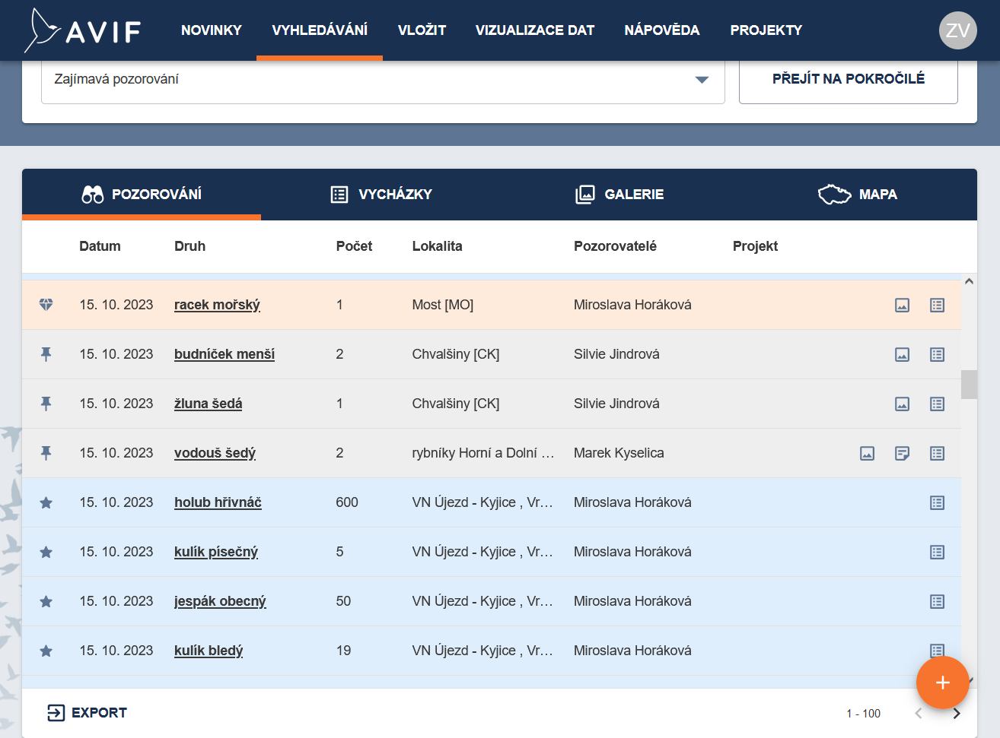 AVIF NOVINKY VYHLEDÁVÁNÍ VLOŽIT VIZUALIZACE DAT NÁPOVĚDA PROJEKTY ZV
Zajímavá pozorování PŘEJÍT NA POKROČILÉ
POZOROVÁNÍ VYCHÁZKY GALERIE MAPA
Datum Druh Počet Lokalita Pozorovatelé Projekt
15. 10. 2023 racek mořský 1 Most [MO] Miroslava Horáková
15. 10. 2023 budníček menší 2 Chvalšiny [CK] Silvie Jindrová
15. 10. 2023 žluna šedá 1 Chvalšiny [CK] Silvie Jindrová
15. 10. 2023 vodouš šedý 2 rybníky Horní a Dolní … Marek Kyselica
15. 10. 2023 holub hřivnáč 600 VN Újezd - Kyjice , Vr… Miroslava Horáková
15. 10. 2023 kulík písečný 5 VN Újezd - Kyjice , Vr… Miroslava Horáková
15. 10. 2023 jespák obecný 50 VN Újezd - Kyjice , Vr… Miroslava Horáková
15. 10. 2023 kulík bledý 19 VN Újezd - Kyjice , Vr… Miroslava Horáková
EXPORT 1 - 100